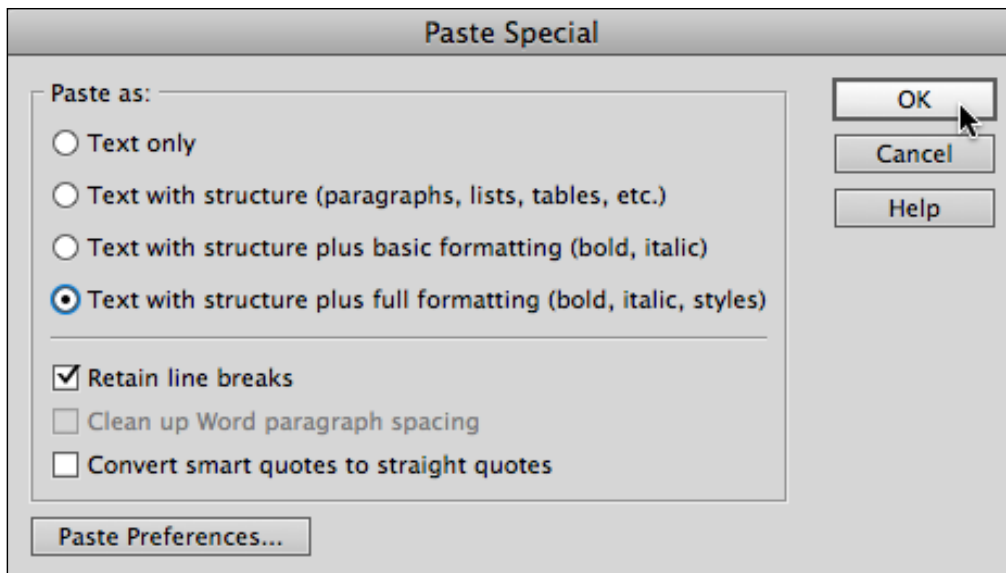 Paste Special
Paste as:
Text only
Text with structure (paragraphs, lists, tables, etc.)
Text with structure plus basic formatting (bold, italic)
Text with structure plus full formatting (bold, italic, styles)
Retain line breaks
Clean up Word paragraph spacing
Convert smart quotes to straight quotes
Paste Preferences...
OK
Cancel
Help